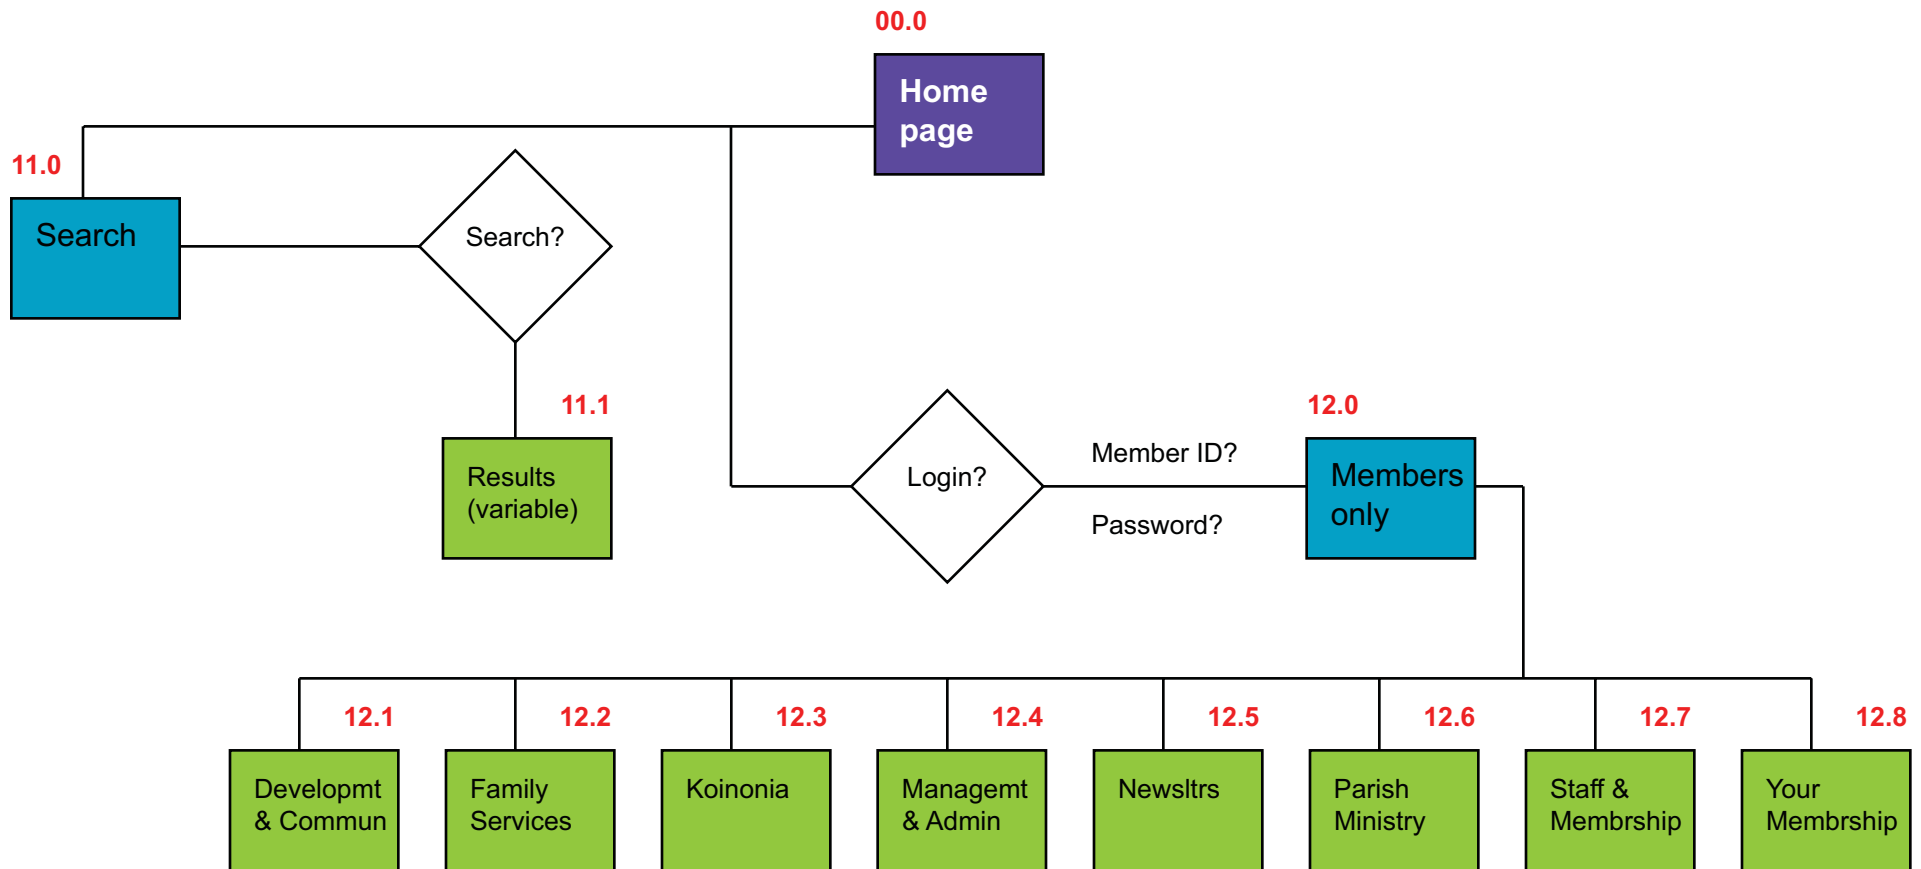 00.0
Home
page
11.0
Search
Search?
11.1
Results
(variable)
Login?
Member ID?
Password?
12.0
Members
only
12.1
Developmt
& Commun
12.2
Family
Services
12.3
Koinonia
12.4
Managemt
& Admin
12.5
Newsltrs
12.6
Parish
Ministry
12.7
Staff &
Membrship
12.8
Your
Membrship